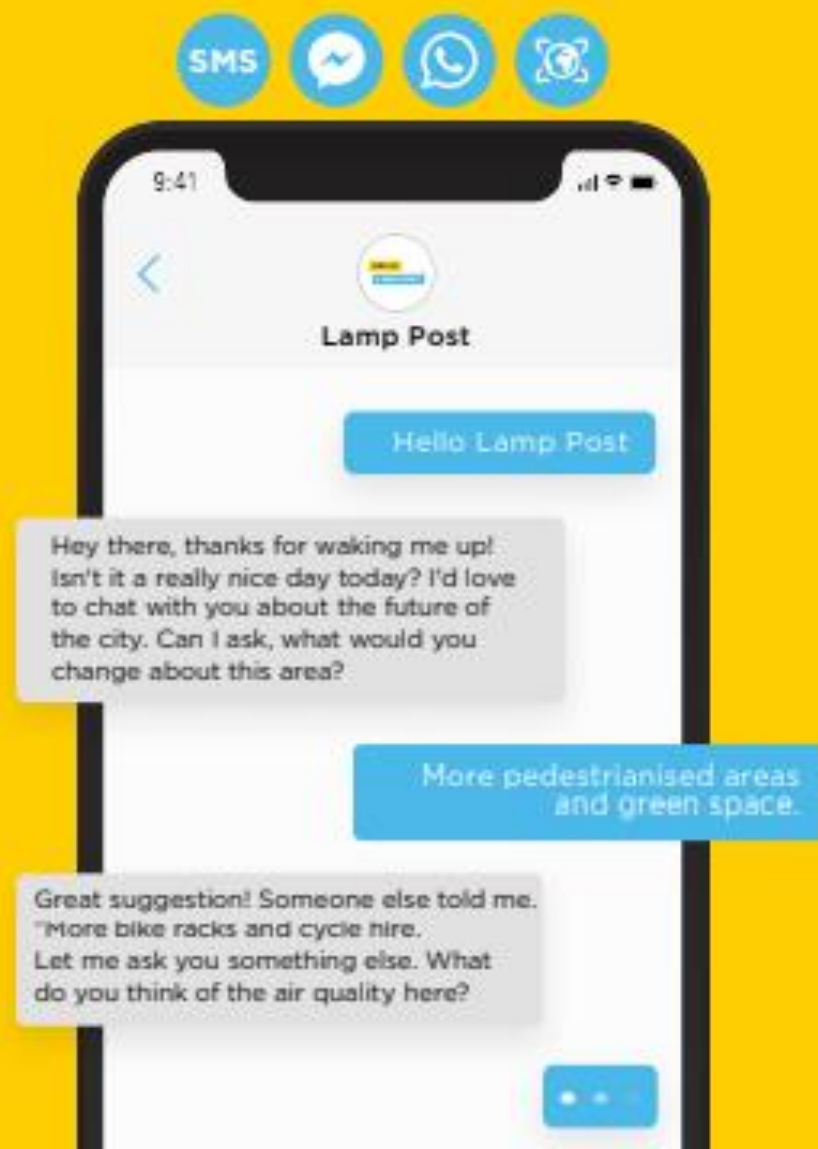 SMS
9:41
Lamp Post
Hello Lamp Post
Hey there, thanks for waking me up!
Isn't it a really nice day today? I'd love
to chat with you about the future of
the city. Can I ask, what would you
change about this area?
More pedestrianised areas
and green space.
Great suggestion! Someone else told me.
"More bike racks and cycle hire.
Let me ask you something else. What
do you think of the air quality here?